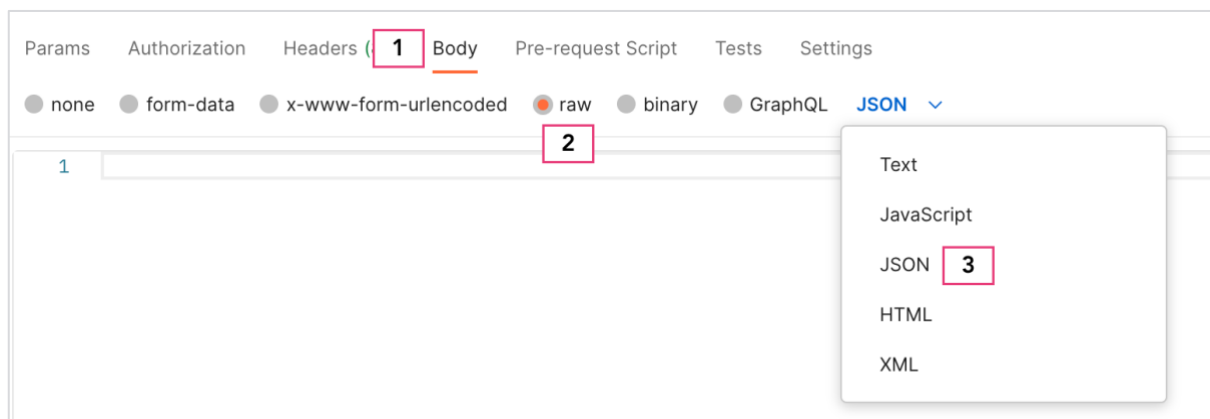 Params Authorization Headers ( 1 Body Pre-request Script Tests Settings
none form-data x-www-form-urlencoded raw binary GraphQL JSON
2
1
Text
JavaScript
JSON 3
HTML
XML